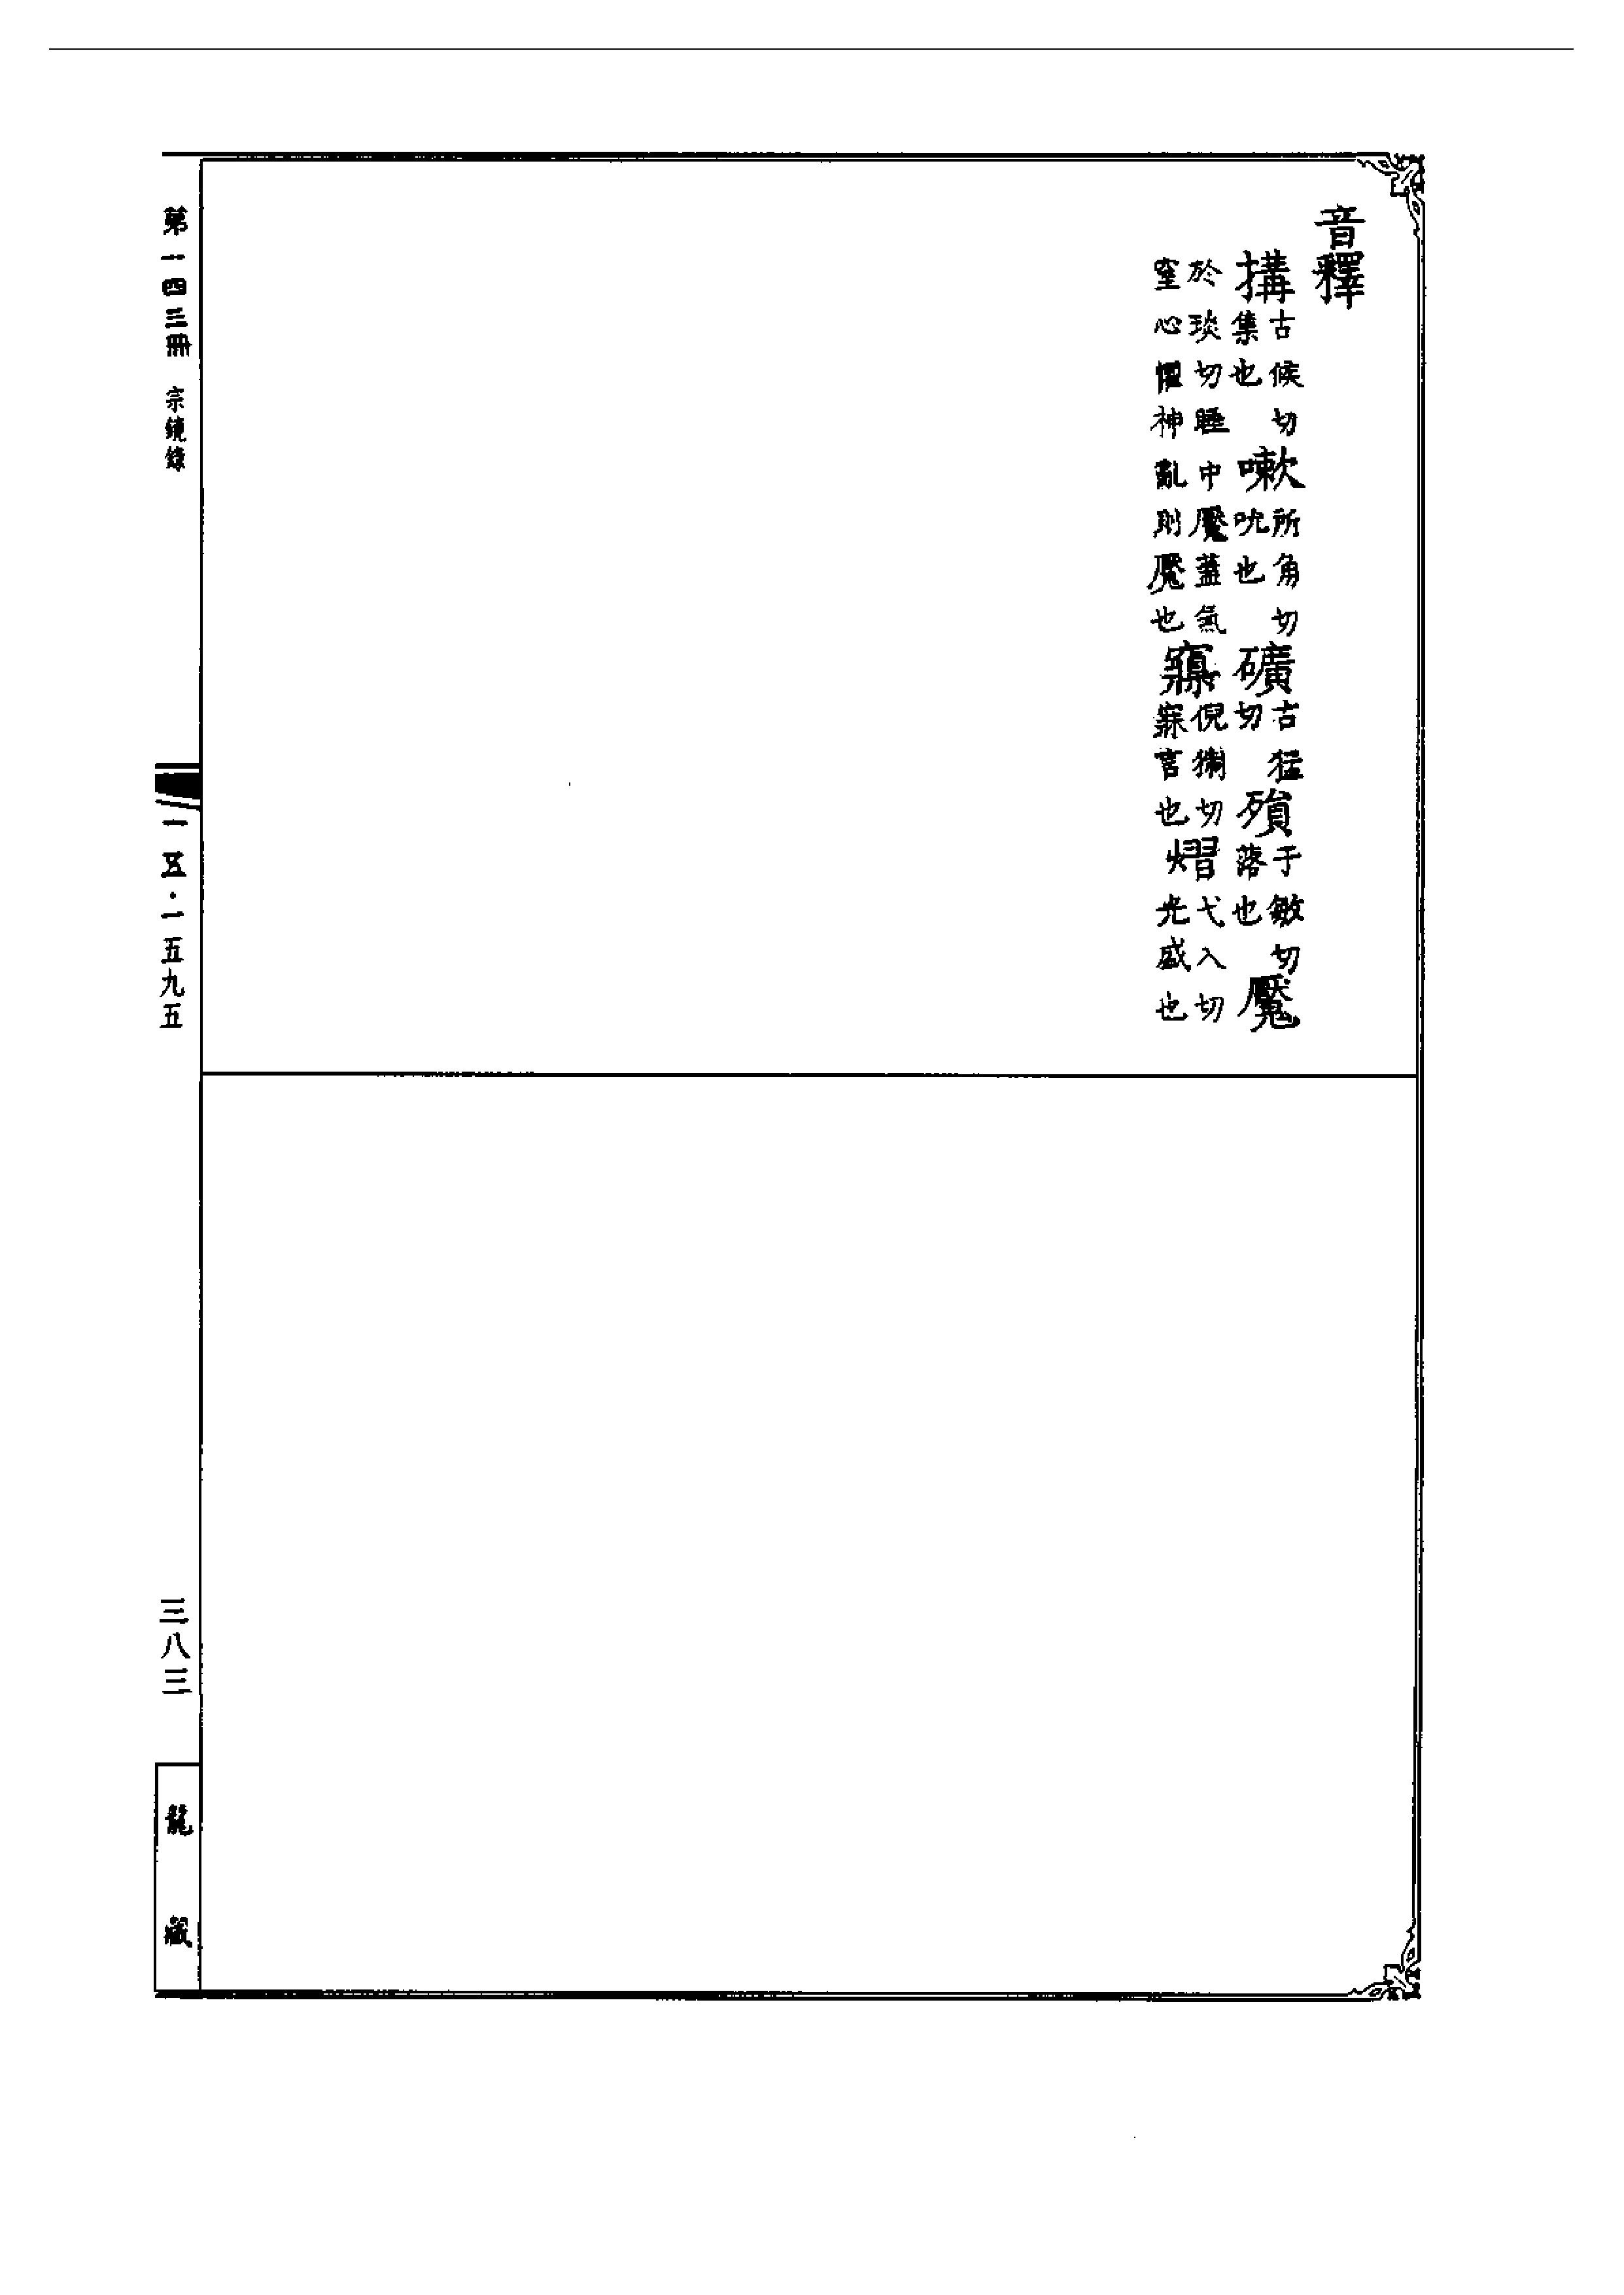 音釋
搆古候切集也嗽所角切吮也礦古猛切殞于敏切落也魘
於琰切睡中魘蓋氣窒心懼神亂則魘也寱倪猘切寐言也熠弋入切光盛也
第一四三冊 宗鏡錄
一五·一五九五
三八三
龍藏